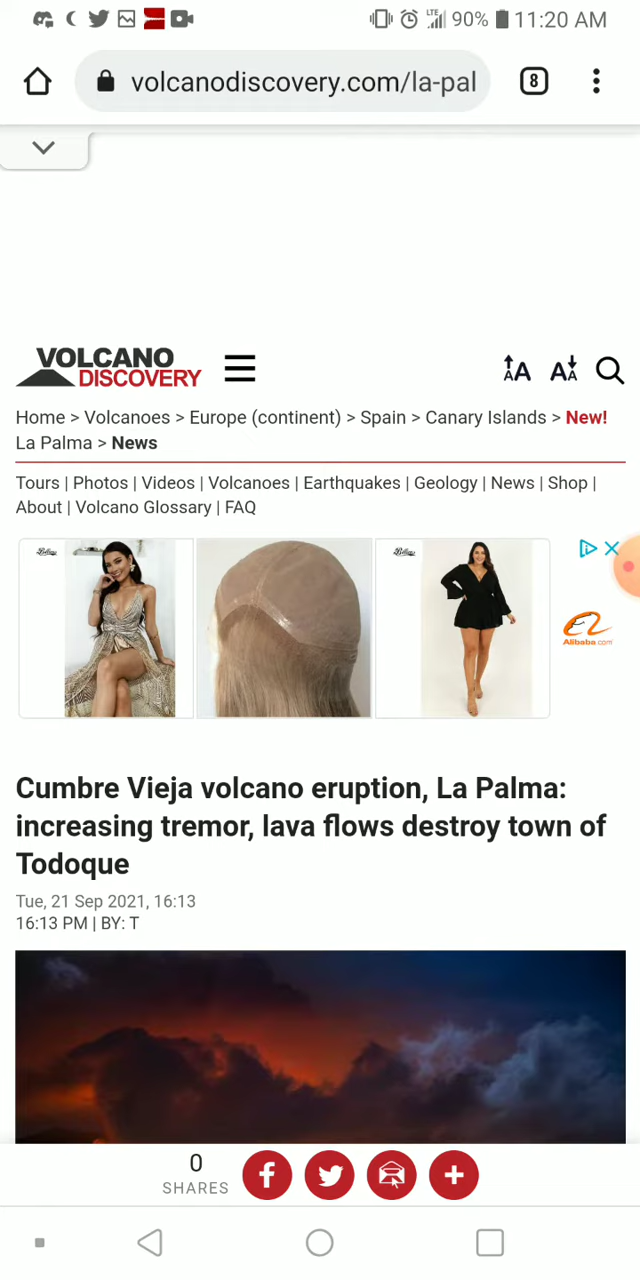 LTE 90% 11:20 AM
volcanodiscovery.com/la-pal
8
VOLCANO
DISCOVERY
A A
A A
Home > Volcanoes > Europe (continent) > Spain > Canary Islands > New!
La Palma > News
Tours | Photos | Videos | Volcanoes | Earthquakes | Geology | News | Shop |
About | Volcano Glossary | FAQ
Alibaba.com
Cumbre Vieja volcano eruption, La Palma:
increasing tremor, lava flows destroy town of
Todoque
Tue, 21 Sep 2021, 16:13
16:13 PM | BY: T
0
SHARES